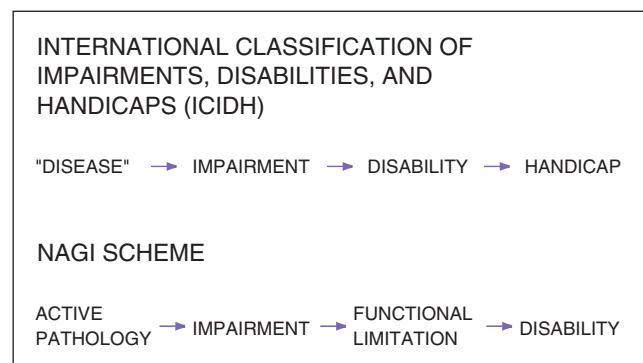 INTERNATIONAL CLASSIFICATION OF
IMPAIRMENTS, DISABILITIES, AND
HANDICAPS (ICIDH)
"DISEASE" → IMPAIRMENT → DISABILITY → HANDICAP
NAGI SCHEME
ACTIVE PATHOLOGY → IMPAIRMENT → FUNCTIONAL LIMITATION → DISABILITY